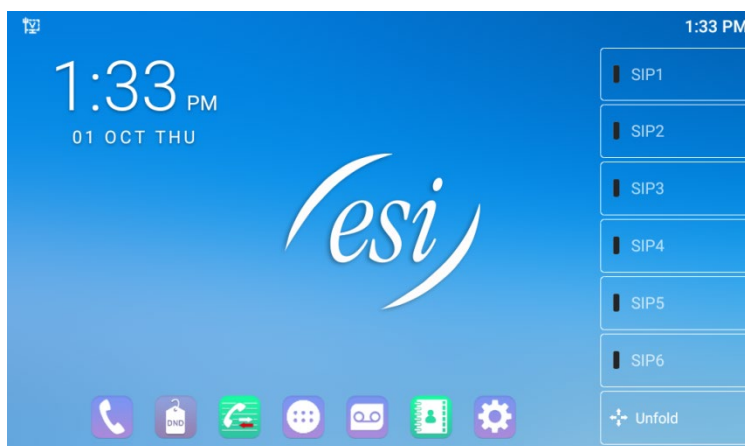 1:33 PM
1:33 PM
01 OCT THU
SIP1
SIP2
SIP3
esi
SIP4
SIP5
SIP6
DND
Unfold